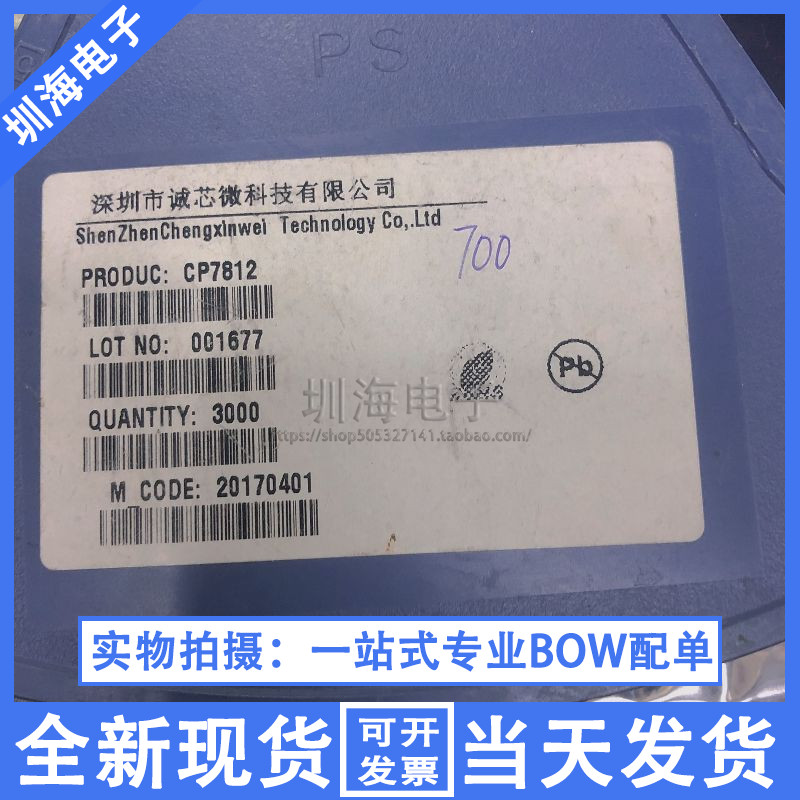 圳海电子
PS
深圳市诚芯微科技有限公司
ShenZhenChengxinwei Technology Co,.Ltd
700
PRODUC: CP7812
LOT NO: 001677
Pb
圳海电子
QUANTITY: 3000
https://shop505327141.taobao.com/
M_CODE: 20170401
实物拍摄：一站式专业BOW配单
全新现货
可开发票
当天发货